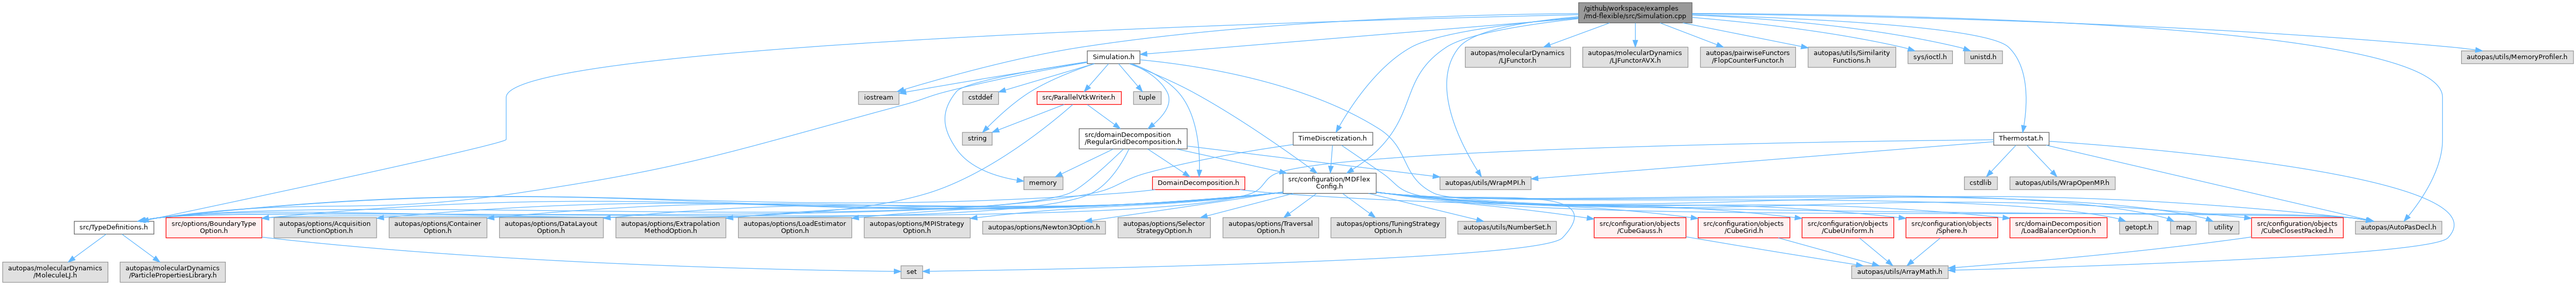 /github/workspace/examples
/md-flexible/src/Simulation.cpp
Simulation.h
autopas/molecularDynamics
/LJFunctor.h
autopas/molecularDynamics
/LJFunctorAVX.h
autopas/pairwiseFunctors
/FlopCounterFunctor.h
autopas/utils/Similarity
Functions.h
sys/ioctl.h
unistd.h
autopas/utils/MemoryProfiler.h
iostream
cstddef
src/ParallelVtkWriter.h
tuple
string
src/domainDecomposition
/RegularGridDecomposition.h
TimeDiscretization.h
Thermostat.h
memory
DomainDecomposition.h
src/configuration/MDFlex
Config.h
autopas/utils/WrapMPI.h
cstdlib
autopas/utils/WrapOpenMP.h
src/TypeDefinitions.h
src/options/BoundaryType
Option.h
autopas/options/Acquisition
FunctionOption.h
autopas/options/Container
Option.h
autopas/options/DataLayout
Option.h
autopas/options/Extrapolation
MethodOption.h
autopas/options/LoadEstimator
Option.h
autopas/options/MPIStrategy
Option.h
autopas/options/Newton3Option.h
autopas/options/Selector
StrategyOption.h
autopas/options/Traversal
Option.h
autopas/options/TuningStrategy
Option.h
autopas/utils/NumberSet.h
src/configuration/objects
/CubeGauss.h
src/configuration/objects
/CubeGrid.h
src/configuration/objects
/CubeUniform.h
src/configuration/objects
/Sphere.h
src/domainDecomposition
/LoadBalancerOption.h
getopt.h
map
utility
src/configuration/objects
/CubeClosestPacked.h
autopas/AutoPasDecl.h
autopas/molecularDynamics
/MoleculeLJ.h
autopas/molecularDynamics
/ParticlePropertiesLibrary.h
set
autopas/utils/ArrayMath.h